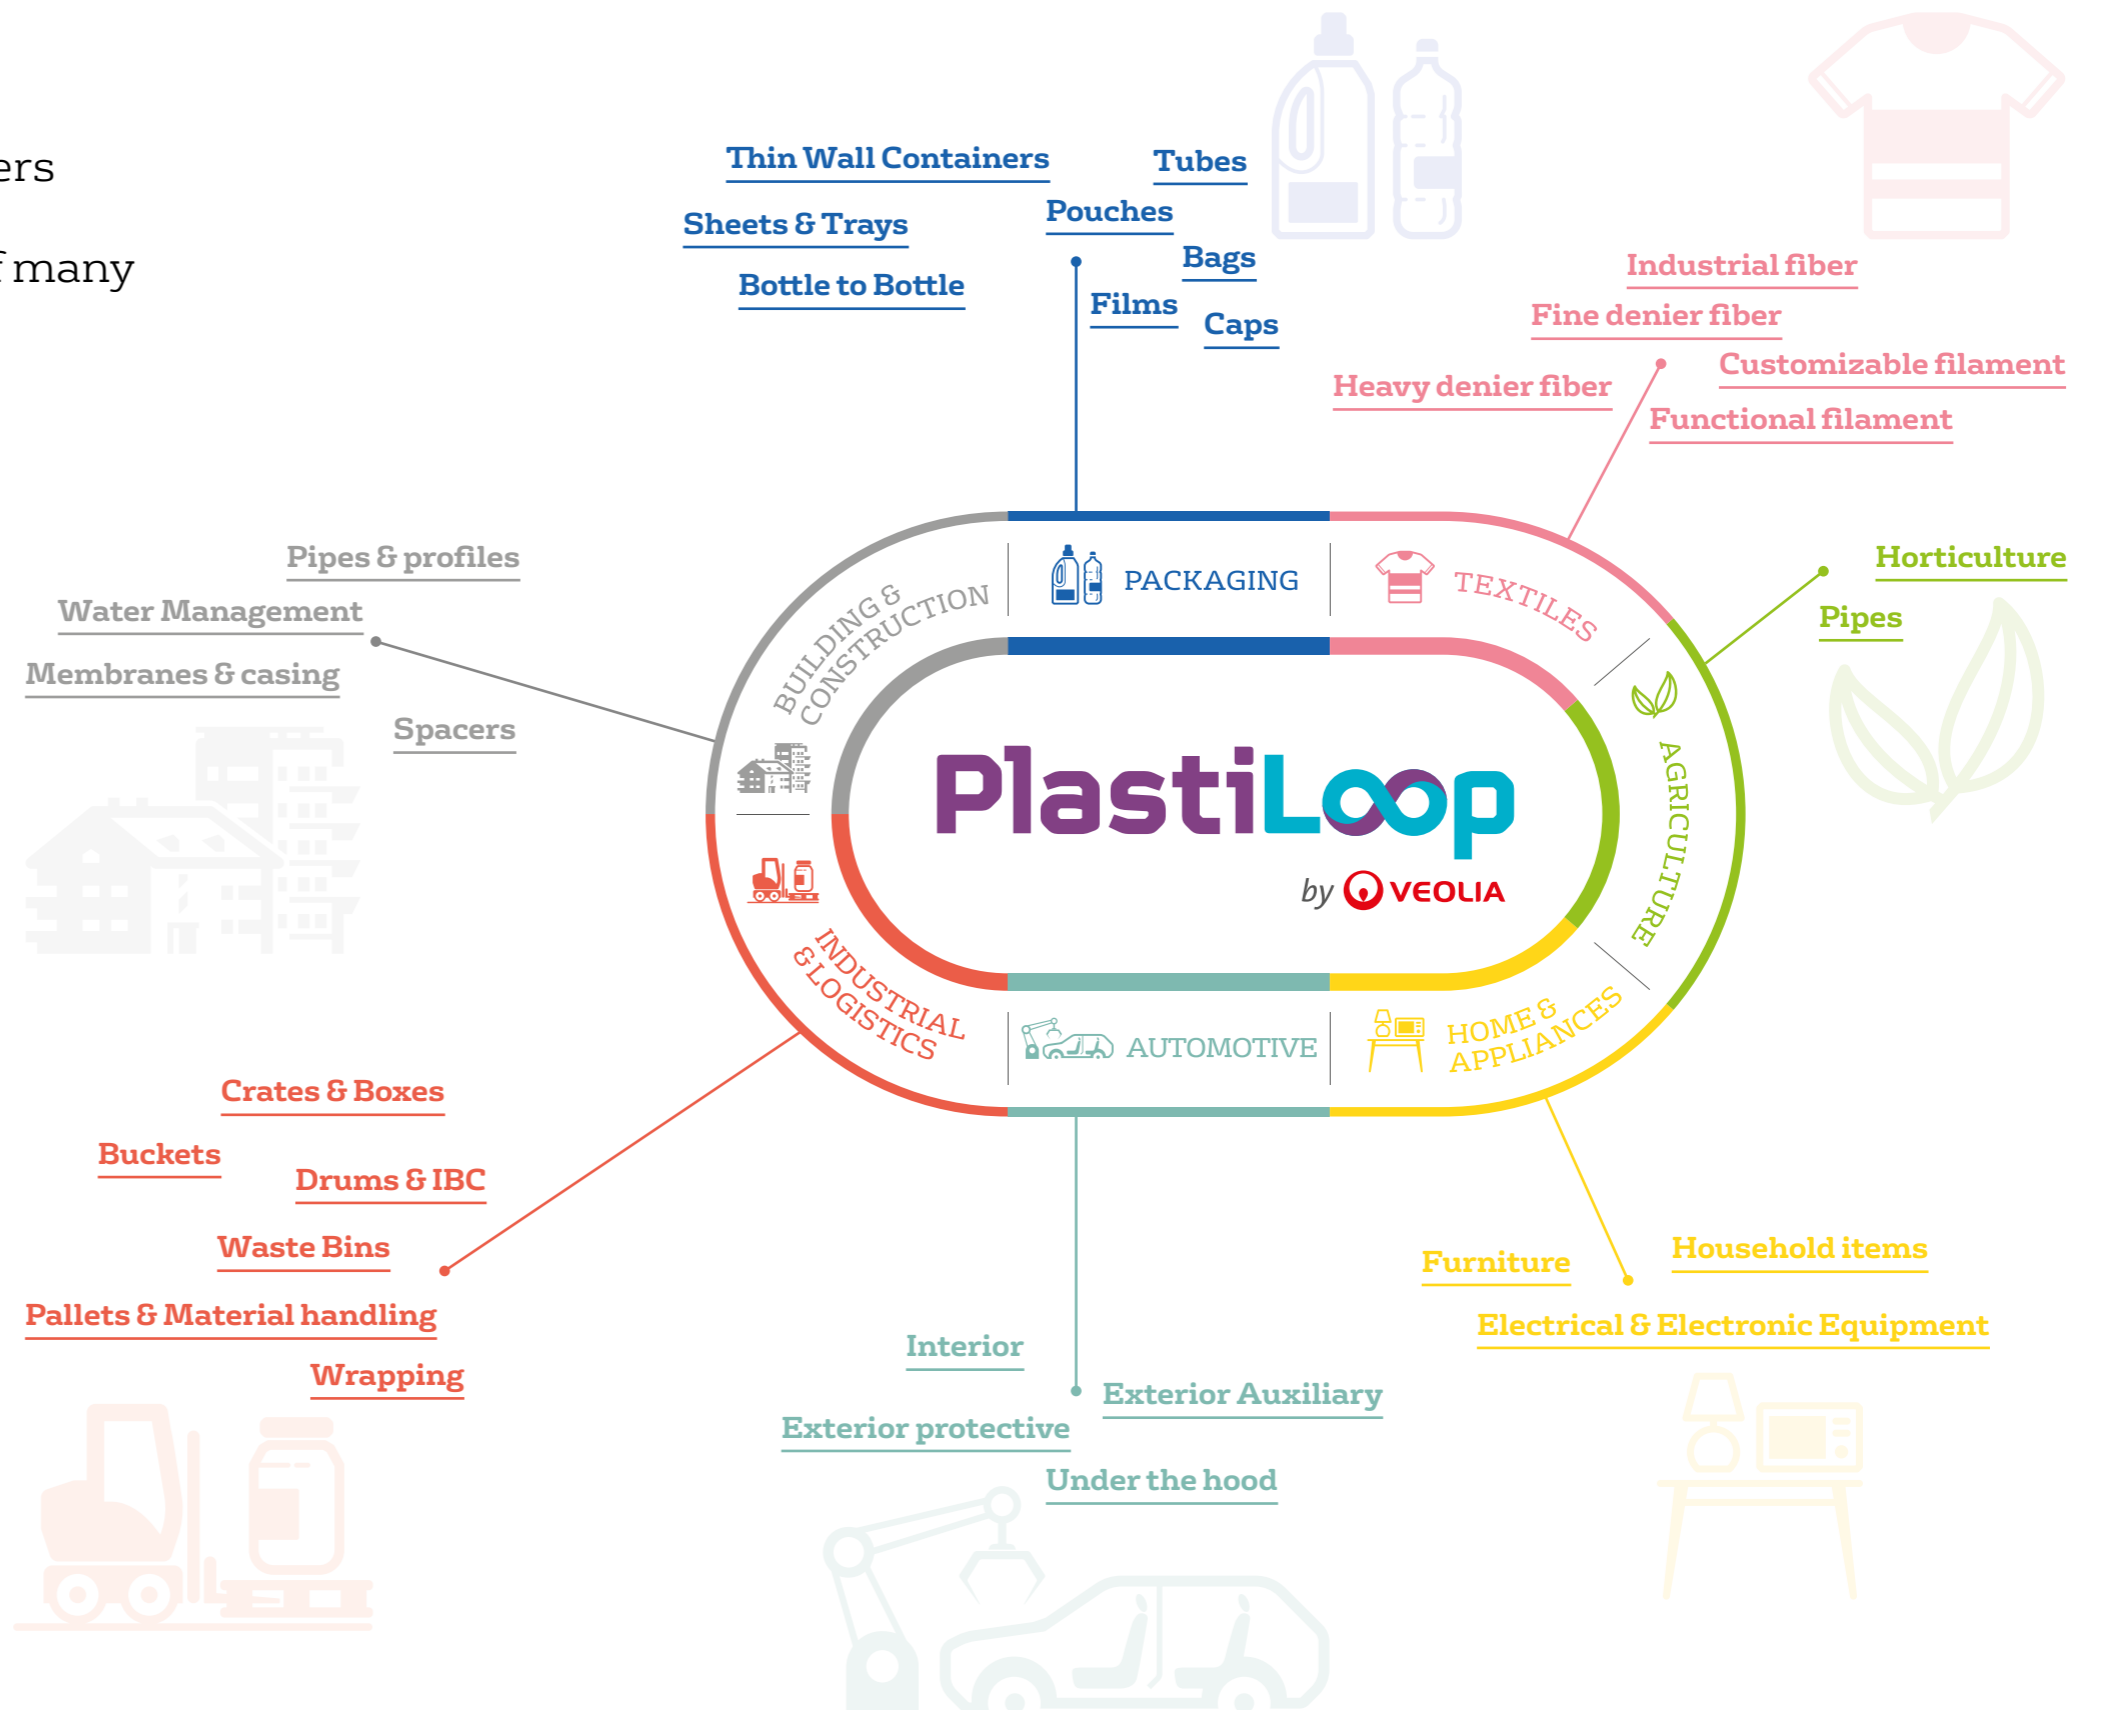 ers
many
Thin Wall Containers
Tubes
Sheets & Trays
Pouches
Bottle to Bottle
Bags
Films
Caps
Industrial fiber
Fine denier fiber
Customizable filament
Heavy denier fiber
Functional filament
Pipes & profiles
Water Management
Membranes & casing
Spacers
Horticulture
Pipes
BUILDING &
CONSTRUCTION
PACKAGING
TEXTILES
AGRICULTURE
PlastiLoop
by VEOLIA
INDUSTRIAL
& LOGISTICS
AUTOMOTIVE
HOME &
APPLIANCES
Crates & Boxes
Buckets
Drums & IBC
Waste Bins
Pallets & Material handling
Wrapping
Interior
Exterior Auxiliary
Exterior protective
Under the hood
Furniture
Household items
Electrical & Electronic Equipment